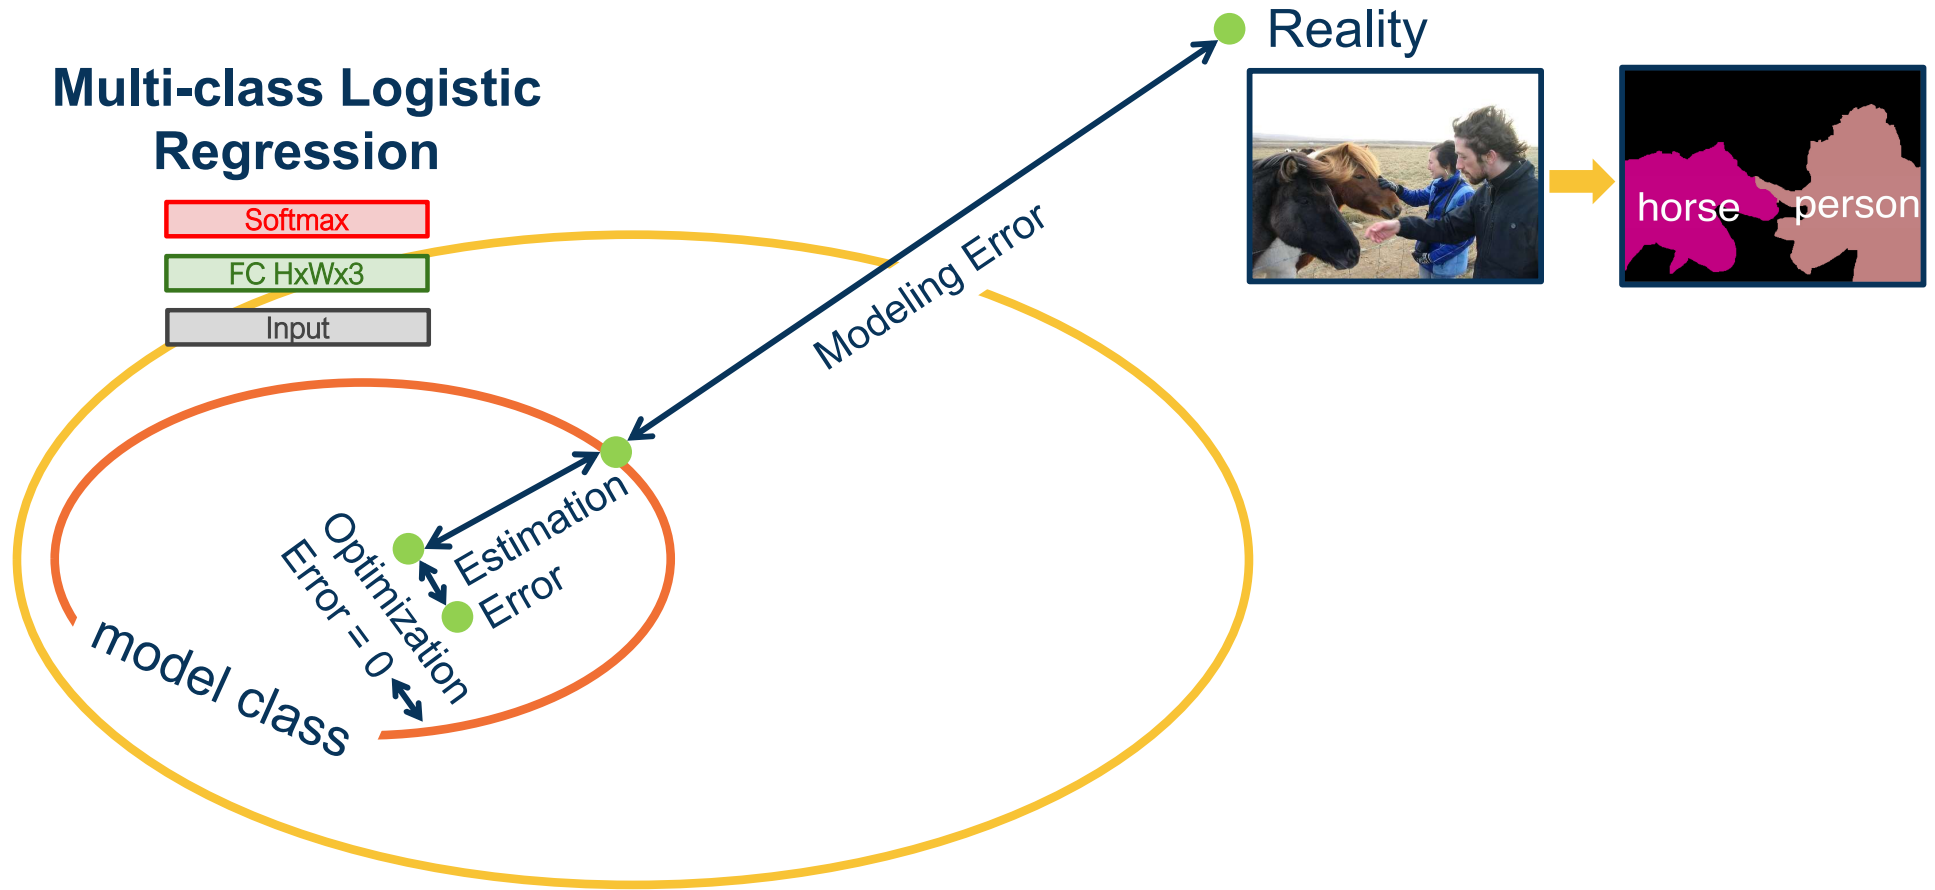 Multi-class Logistic
Regression
Softmax
FC HxWx3
Input
Reality
horse
person
Modeling Error
Estimation
Error
Optimization
Error = 0
model class